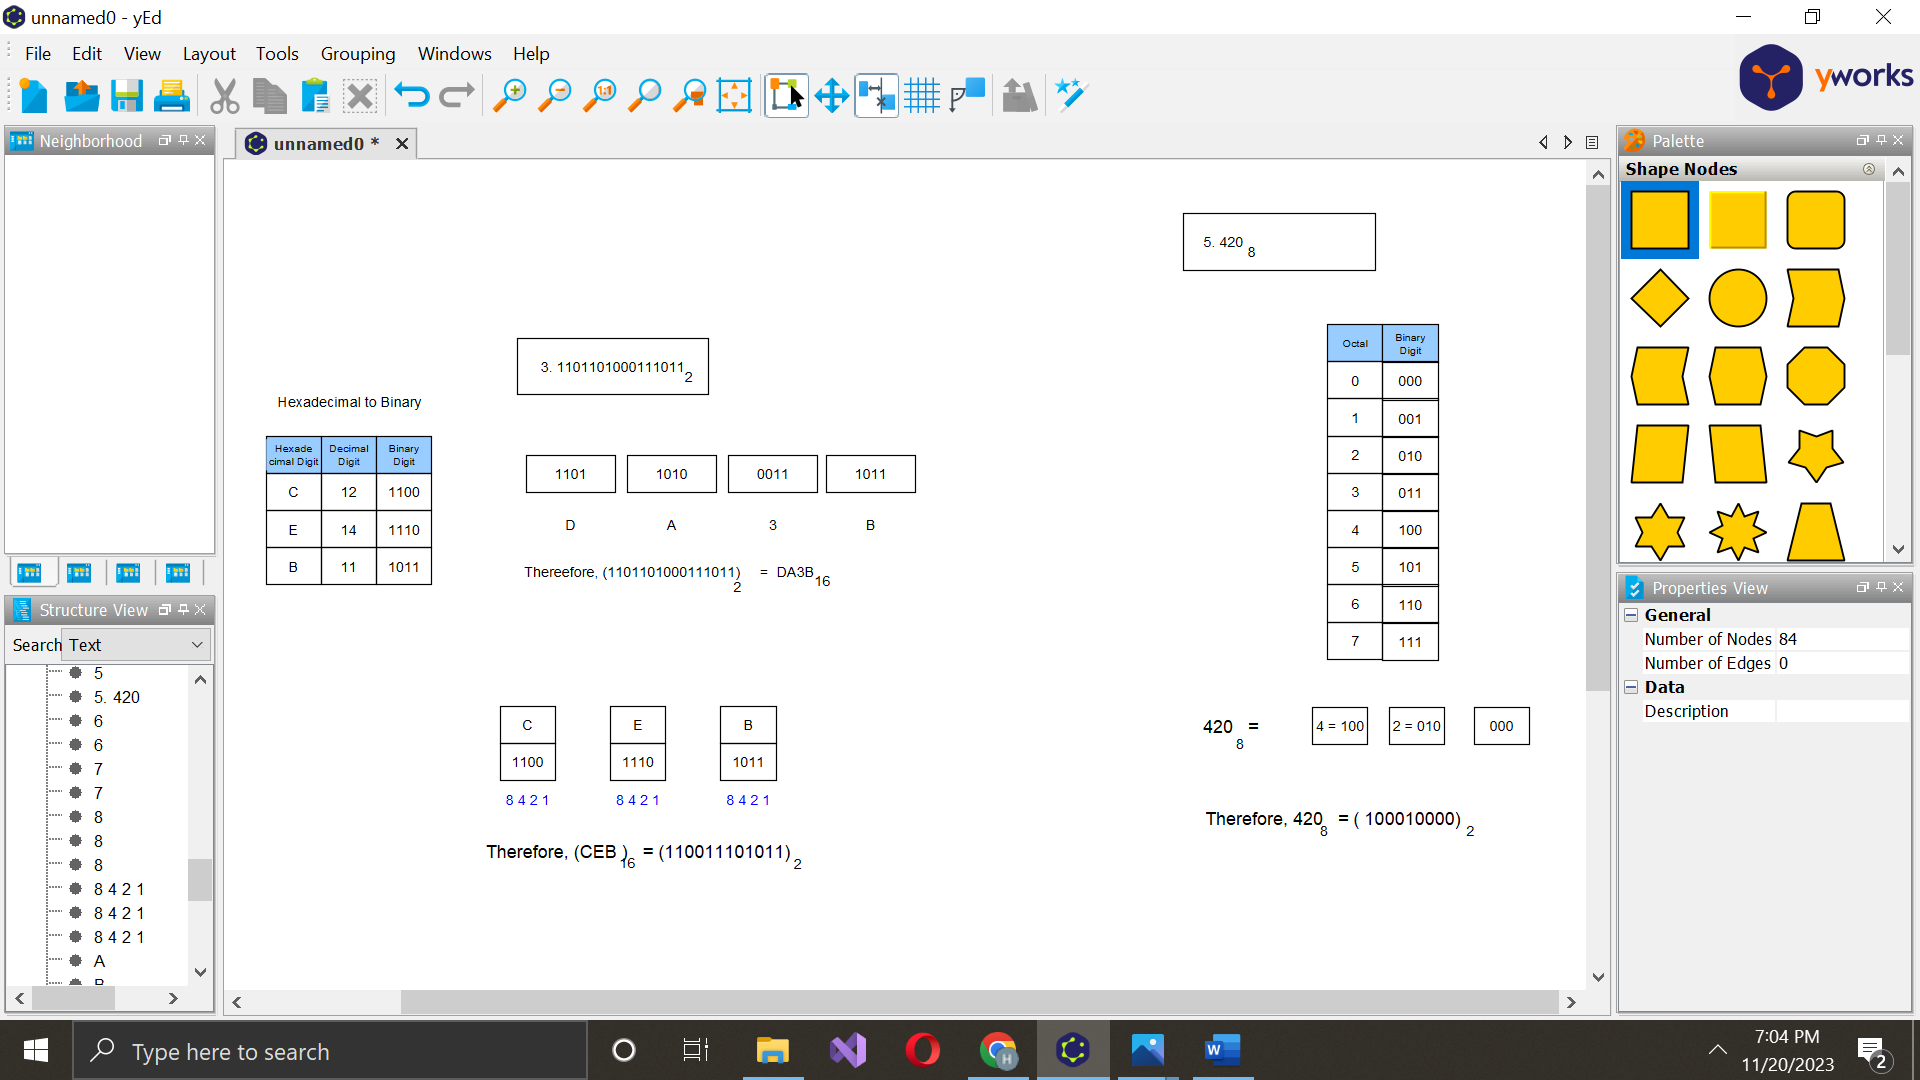 unnamed0 - yEd
File Edit View Layout Tools Grouping Windows Help
yworks
Neighborhood
unnamed0 *
Palette
Shape Nodes
5. 420 8
3. 1101101000111011 2
Hexadecimal to Binary
Hexade cimal Digit Decimal Digit Binary Digit
C 12 1100
E 14 1110
B 11 1011
1101 1010 0011 1011
D A 3 B
Thereefore, (1101101000111011) 2 = DA3B 16
C E B
1100 1110 1011
8 4 2 1 8 4 2 1 8 4 2 1
Therefore, (CEB ) 16 = (110011101011) 2
Octal Binary Digit
0 000
1 001
2 010
3 011
4 100
5 101
6 110
7 111
420 8 = 4 = 100 2 = 010 000
Therefore, 420 8 = ( 100010000) 2
Structure View
Search Text
5
5. 420
6
6
7
7
8
8
8
8 4 2 1
8 4 2 1
8 4 2 1
A
B
Properties View
General
Number of Nodes 84
Number of Edges 0
Data
Description
Type here to search
7:04 PM
11/20/2023
2